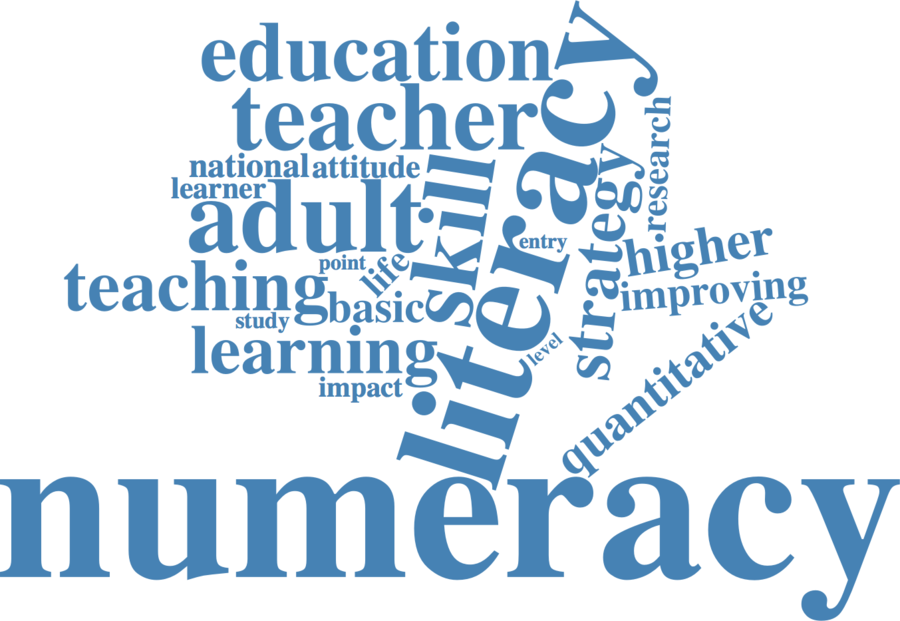 education
teacher
literacy
research
national
attitude
learner
adult
skill
strategy
entry
higher
point
life
teaching
basic
improving
study
learning
level
quantitative
impact
numeracy